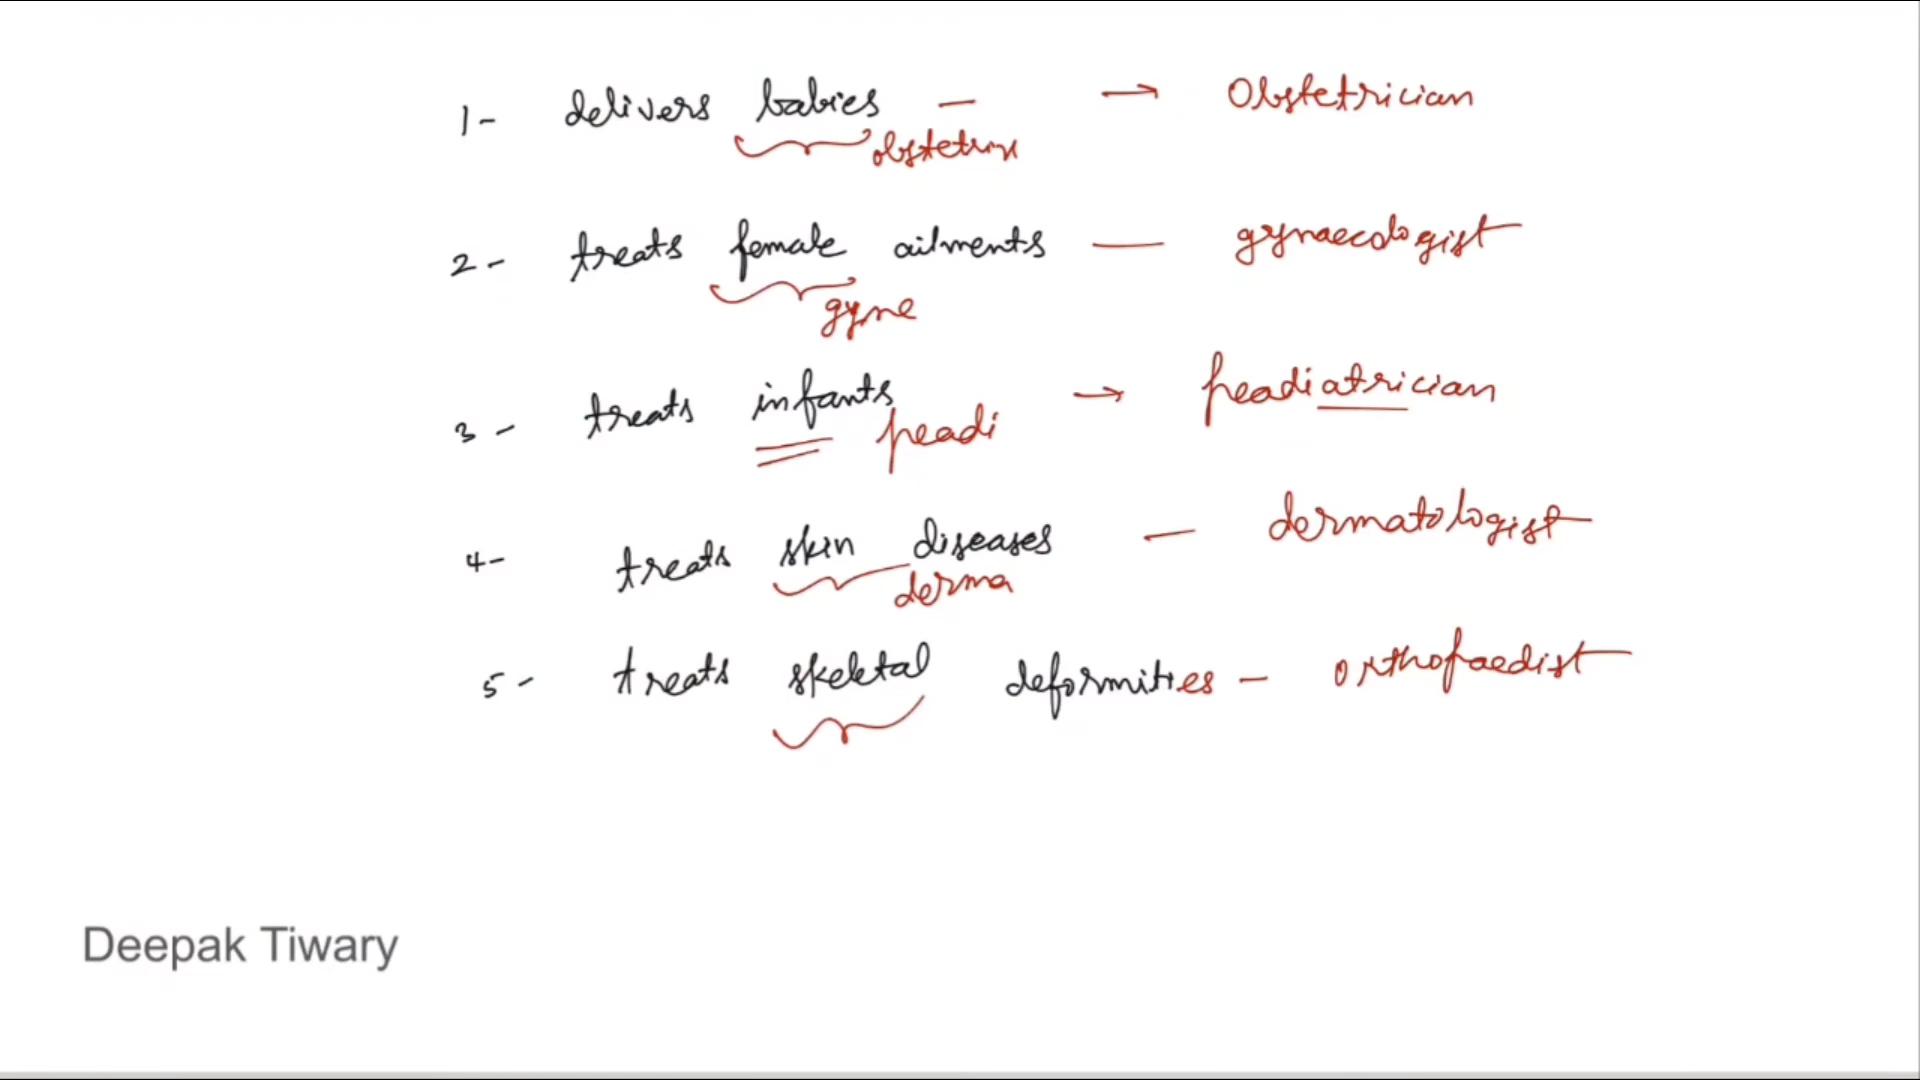 1- delivers babies - → Obstetrician
obstetrix
2- treats female ailments — gynaecologist
gyne
3- treats infants → peadiatrician
peadi
4- treats skin diseases — dermatologist
derma
5- treats skeletal deformities - orthopaedist
Deepak Tiwary